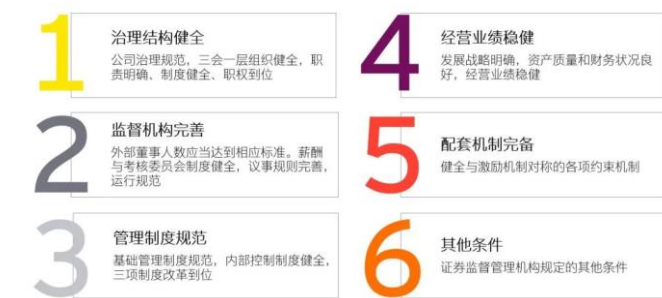 1
治理结构健全
公司治理规范，三会一层组织健全，职
责明确、制度健全、职权到位
2
监督机构完善
外部董事人数应当达到相应标准。薪酬
与考核委员会制度健全，议事规则完善，
运行规范
3
管理制度规范
基础管理制度规范，内部控制制度健全，
三项制度改革到位
4
经营业绩稳健
发展战略明确，资产质量和财务状况良
好，经营业绩稳健
5
配套机制完备
健全与激励机制对称的各项约束机制
6
其他条件
证券监督管理机构规定的其他条件